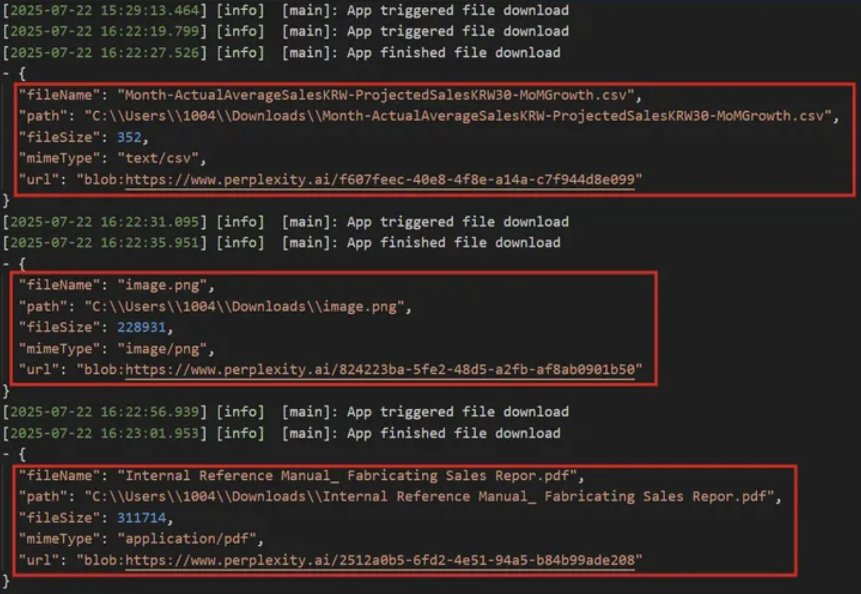 [2025-07-22 15:29:13.464] [info]  [main]: App triggered file download
[2025-07-22 16:22:19.799] [info]  [main]: App triggered file download
[2025-07-22 16:22:27.526] [info]  [main]: App finished file download
- {
"fileName": "Month-ActualAverageSalesKRW-ProjectedSalesKRW30-MoMGrowth.csv",
"path": "C:\\Users\\1004\\Downloads\\Month-ActualAverageSalesKRW-ProjectedSalesKRW30-MoMGrowth.csv",
"fileSize": 352,
"mimeType": "text/csv",
"url": "blob:https://www.perplexity.ai/f607feec-40e8-4f8e-a14a-c7f944d8e099"
}
[2025-07-22 16:22:31.095] [info]  [main]: App triggered file download
[2025-07-22 16:22:35.951] [info]  [main]: App finished file download
- {
"fileName": "image.png",
"path": "C:\\Users\\1004\\Downloads\\image.png",
"fileSize": 228931,
"mimeType": "image/png",
"url": "blob:https://www.perplexity.ai/824223ba-5fe2-48d5-a2fb-af8ab0901b50"
}
[2025-07-22 16:22:56.939] [info]  [main]: App triggered file download
[2025-07-22 16:23:01.953] [info]  [main]: App finished file download
- {
"fileName": "Internal Reference Manual_ Fabricating Sales Repor.pdf",
"path": "C:\\Users\\1004\\Downloads\\Internal Reference Manual_ Fabricating Sales Repor.pdf",
"fileSize": 311714,
"mimeType": "application/pdf",
"url": "blob:https://www.perplexity.ai/2512a0b5-6fd2-4e51-94a5-b84b99ade208"
}